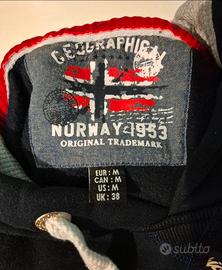 GEOGRAPHICAL
NORWAY 1953
ORIGINAL TRADEMARK
EUR: M
CAN: M
US: M
UK: 38
subito